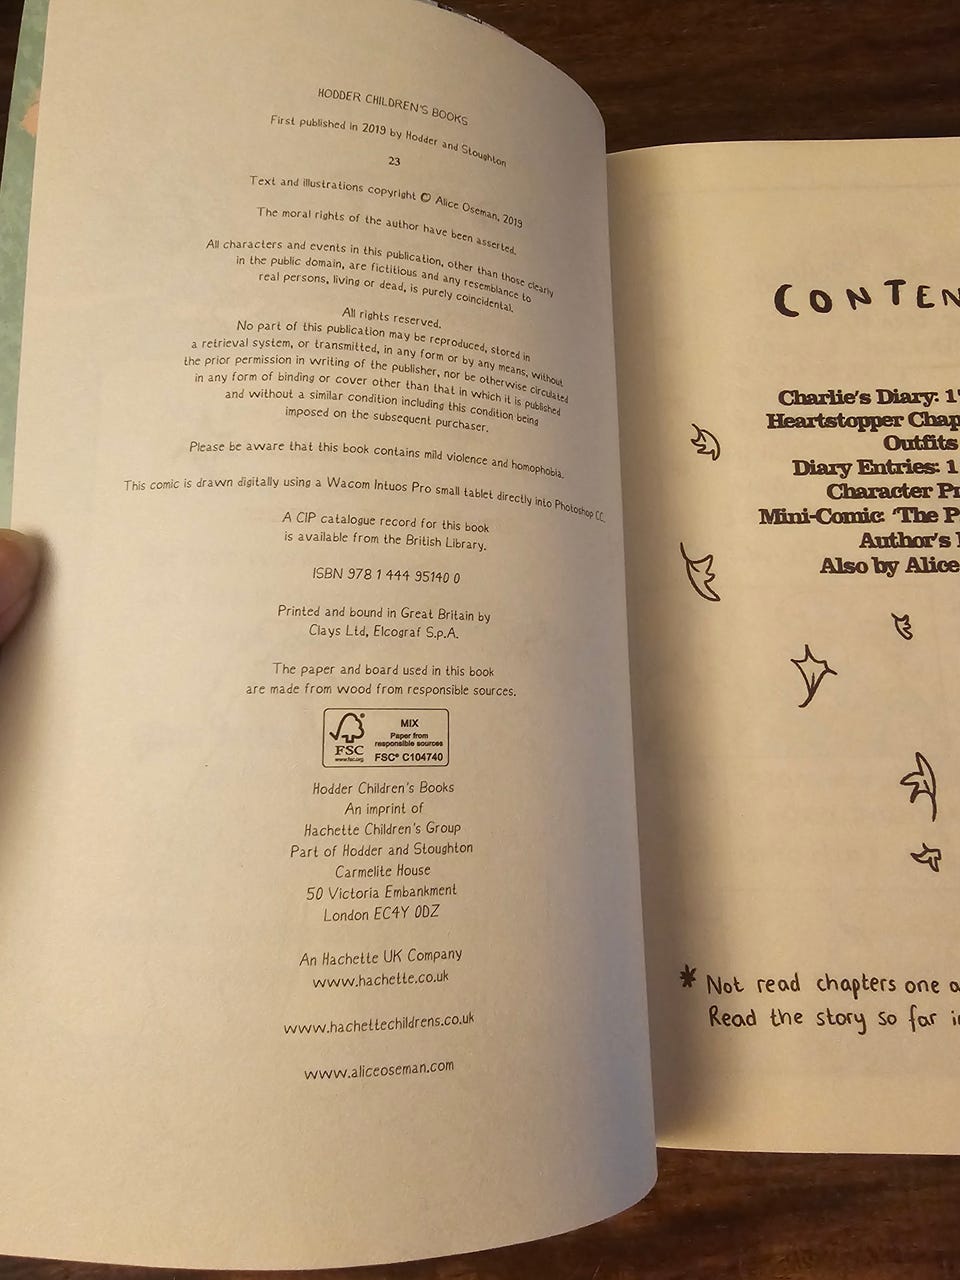 HODDER CHILDREN'S BOOKS
First published in 2019 by Hodder and Stoughton
23
Text and illustrations copyright © Alice Oseman, 2019
The moral rights of the author have been asserted.
All characters and events in this publication, other than those clearly
in the public domain, are fictitious and any resemblance to
real persons, living or dead, is purely coincidental.
All rights reserved.
No part of this publication may be reproduced, stored in
a retrieval system, or transmitted, in any form or by any means, without
the prior permission in writing of the publisher, nor be otherwise circulated
in any form of binding or cover other than that in which it is published
and without a similar condition including this condition being
imposed on the subsequent purchaser.
Please be aware that this book contains mild violence and homophobia.
This comic is drawn digitally using a Wacom Intuos Pro small tablet directly into Photoshop CC.
A CIP catalogue record for this book
is available from the British Library.
ISBN 978 1 444 95140 0
Printed and bound in Great Britain by
Clays Ltd, Elcograf S.p.A.
The paper and board used in this book
are made from wood from responsible sources.
FSC
www.fsc.org
MIX
Paper from
responsible sources
FSC® C104740
Hodder Children's Books
An imprint of
Hachette Children's Group
Part of Hodder and Stoughton
Carmelite House
50 Victoria Embankment
London EC4Y 0DZ
An Hachette UK Company
www.hachette.co.uk
www.hachettechildrens.co.uk
www.aliceoseman.com
CONTEN
Charlie's Diary: 1
Heartstopper Chap
Outfits
Diary Entries: 1
Character Pr
Mini-Comic: 'The P
Author's
Also by Alice
* Not read chapters one a
Read the story so far i